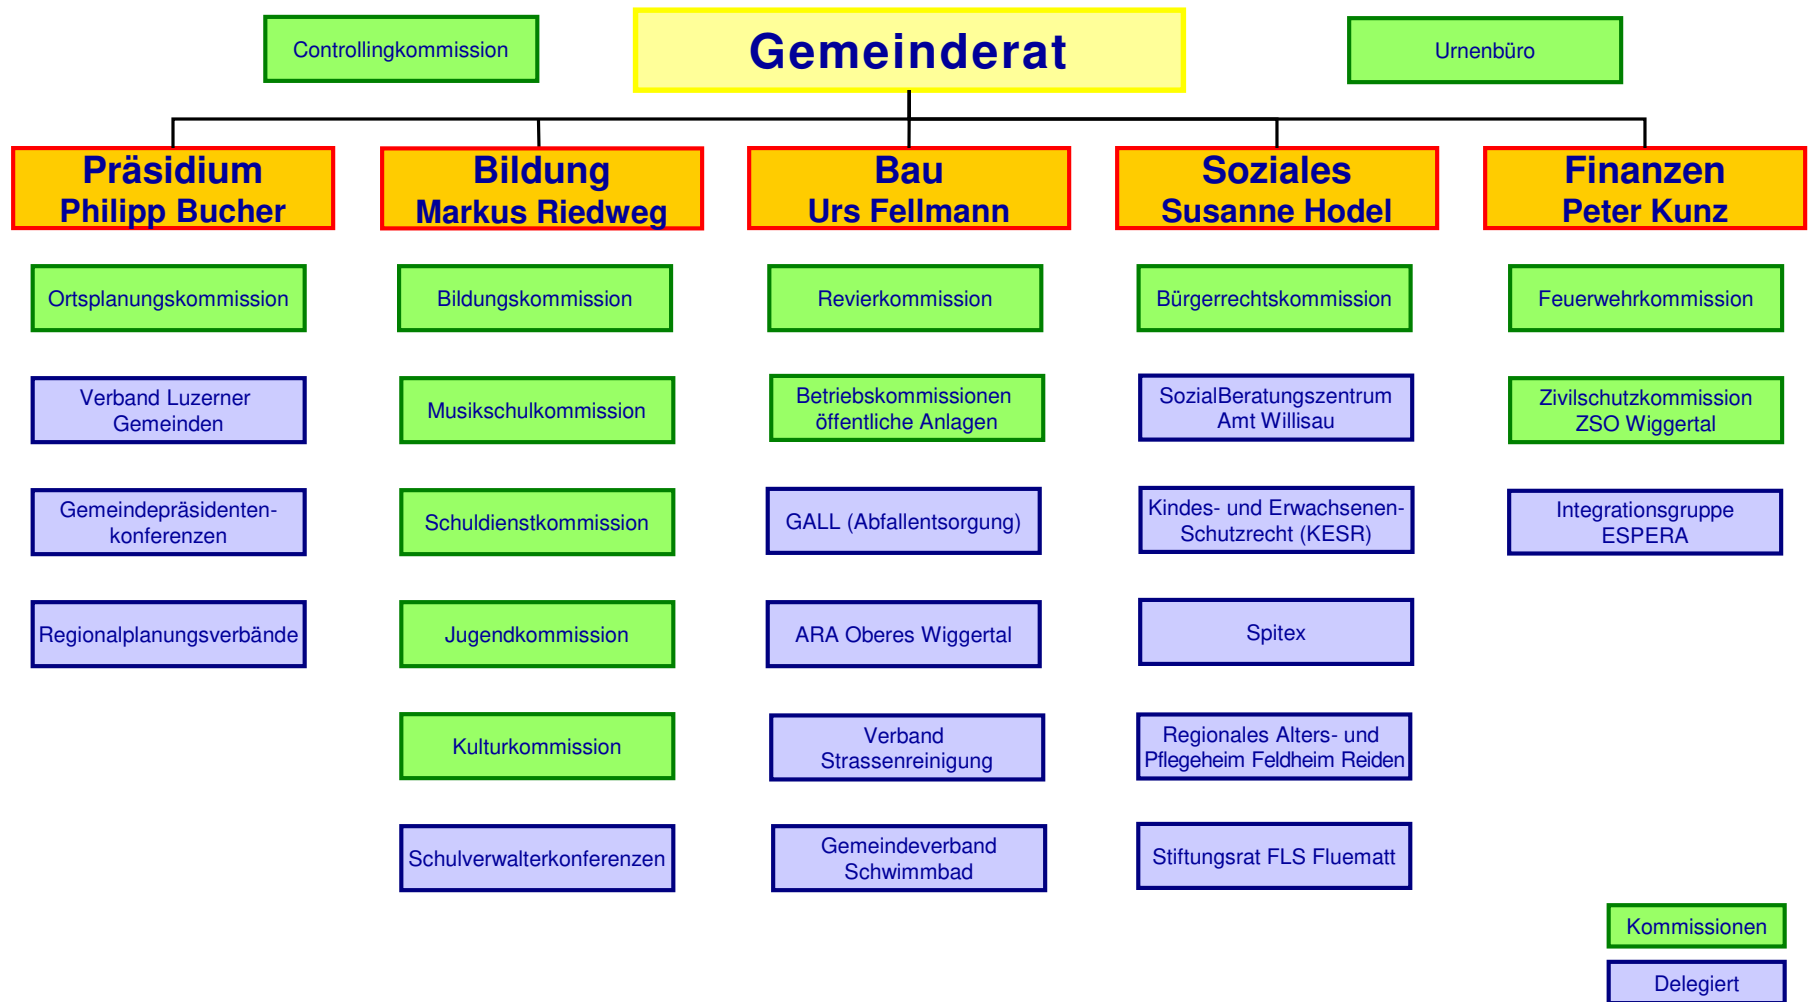 Controllingkommission
Gemeinderat
Urnenbüro
Präsidium
Philipp Bucher
Bildung
Markus Riedweg
Bau
Urs Fellmann
Soziales
Susanne Hodel
Finanzen
Peter Kunz
Ortsplanungskommission
Bildungskommission
Revierkommission
Bürgerrechtskommission
Feuerwehrkommission
Verband Luzerner
Gemeinden
Musikschulkommission
Betriebskommissionen
öffentliche Anlagen
SozialBeratungszentrum
Amt Willisau
Zivilschutzkommission
ZSO Wiggertal
Gemeindepräsidenten-
konferenzen
Schuldienstkommission
GALL (Abfallentsorgung)
Kindes- und Erwachsenen-
Schutzrecht (KESR)
Integrationsgruppe
ESPERA
Regionalplanungsverbände
Jugendkommission
ARA Oberes Wiggertal
Spitex
Kulturkommission
Verband
Strassenreinigung
Regionales Alters- und
Pflegeheim Feldheim Reiden
Schulverwalterkonferenzen
Gemeindeverband
Schwimmbad
Stiftungsrat FLS Fluematt
Kommissionen
Delegiert